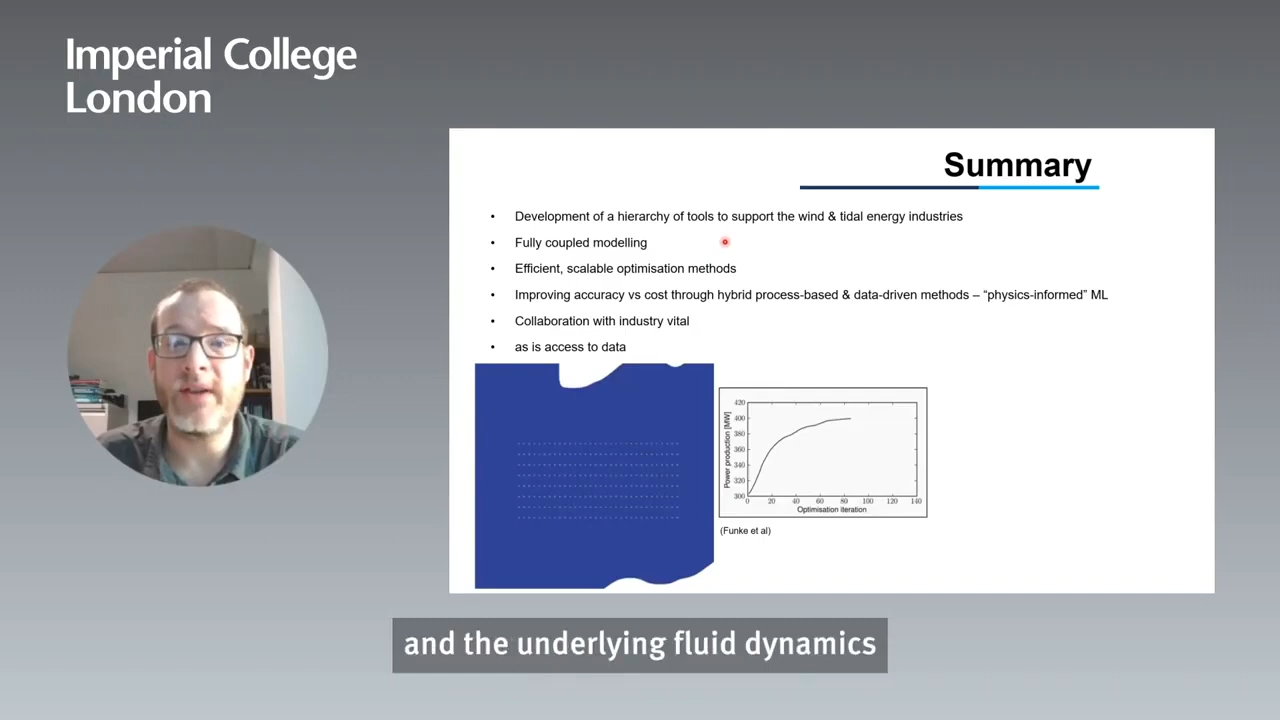 Imperial College
London
Summary
• Development of a hierarchy of tools to support the wind & tidal energy industries
• Fully coupled modelling
• Efficient, scalable optimisation methods
• Improving accuracy vs cost through hybrid process-based & data-driven methods – “physics-informed” ML
• Collaboration with industry vital
• as is access to data
Power production [MW]
420
400
380
360
340
320
300
0 20 40 60 80 100 120 140
Optimisation iteration
(Funke et al)
and the underlying fluid dynamics